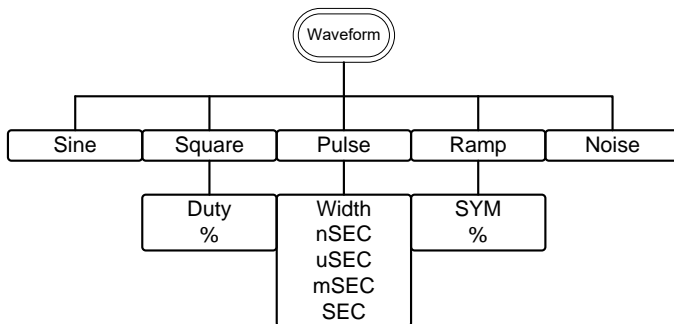 Waveform
Sine
Square
Pulse
Ramp
Noise
Duty
%
Width
nSEC
uSEC
mSEC
SEC
SYM
%